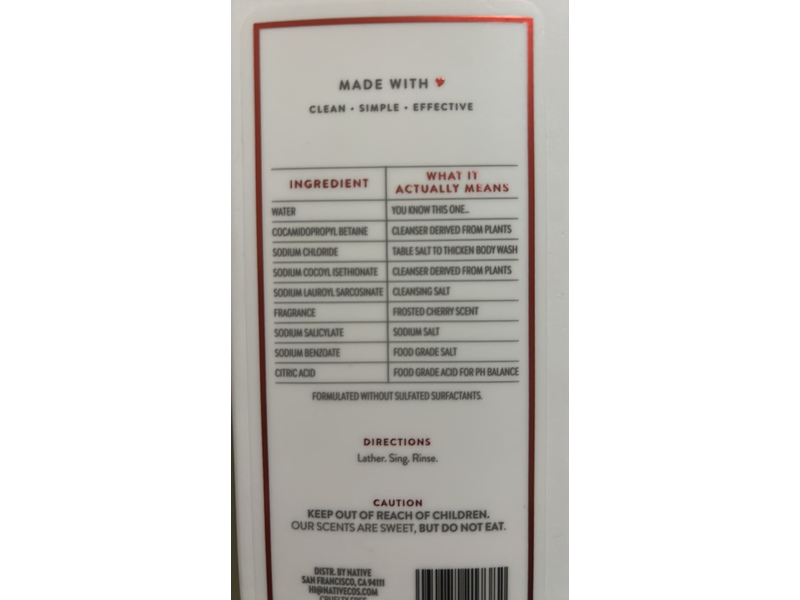 MADE WITH
CLEAN • SIMPLE • EFFECTIVE
INGREDIENT WHAT IT ACTUALLY MEANS
WATER YOU KNOW THIS ONE...
COCAMIDOPROPYL BETAINE CLEANSER DERIVED FROM PLANTS
SODIUM CHLORIDE TABLE SALT TO THICKEN BODY WASH
SODIUM COCOYL ISETHIONATE CLEANSER DERIVED FROM PLANTS
SODIUM LAUROYL SARCOSINATE CLEANSING SALT
FRAGRANCE FROSTED CHERRY SCENT
SODIUM SALICYLATE SODIUM SALT
SODIUM BENZOATE FOOD GRADE SALT
CITRIC ACID FOOD GRADE ACID FOR PH BALANCE
FORMULATED WITHOUT SULFATED SURFACTANTS.
DIRECTIONS
Lather. Sing. Rinse.
CAUTION
KEEP OUT OF REACH OF CHILDREN.
OUR SCENTS ARE SWEET, BUT DO NOT EAT.
DISTR. BY NATIVE
SAN FRANCISCO, CA 94111
HI@NATIVECOS.COM
CRUELTY FREE